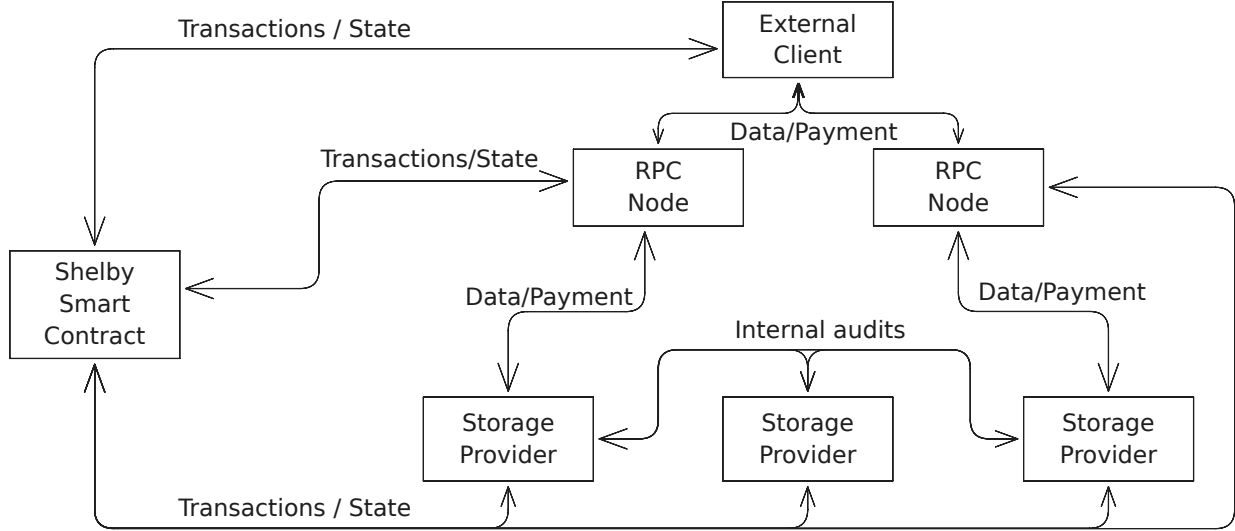 Transactions / State
External
Client
Data/Payment
Transactions/State
RPC
Node
RPC
Node
Shelby
Smart
Contract
Data/Payment
Data/Payment
Internal audits
Storage
Provider
Storage
Provider
Storage
Provider
Transactions / State